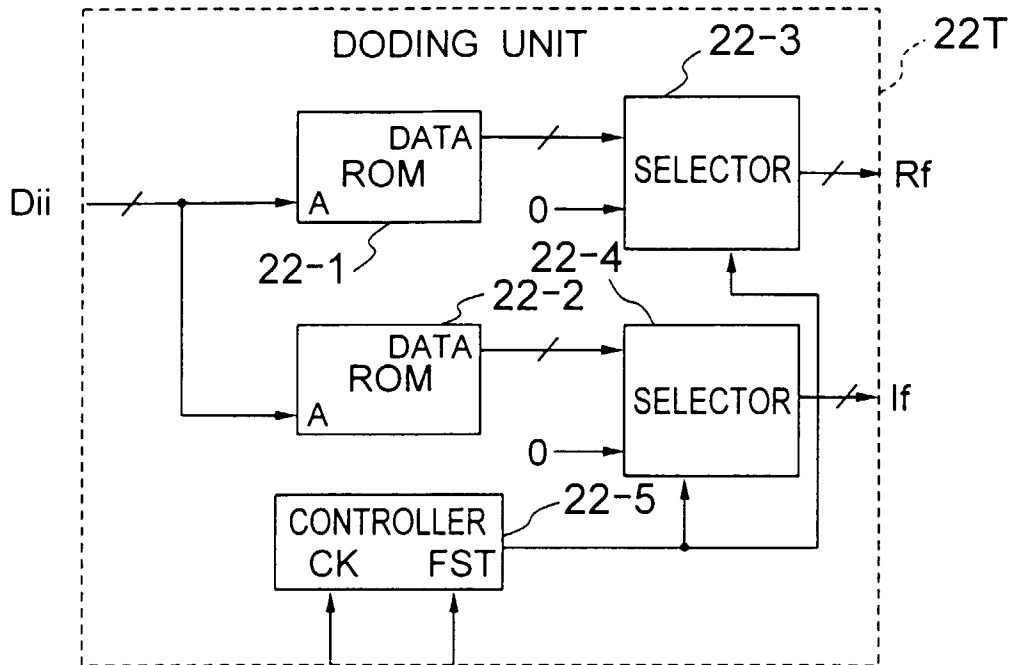 DODING UNIT
22-3
22T
DATA
ROM
A
22-1
SELECTOR
Rf
Dii
0
22-4
22-2
DATA
ROM
A
SELECTOR
If
0
22-5
CONTROLLER
CK FST